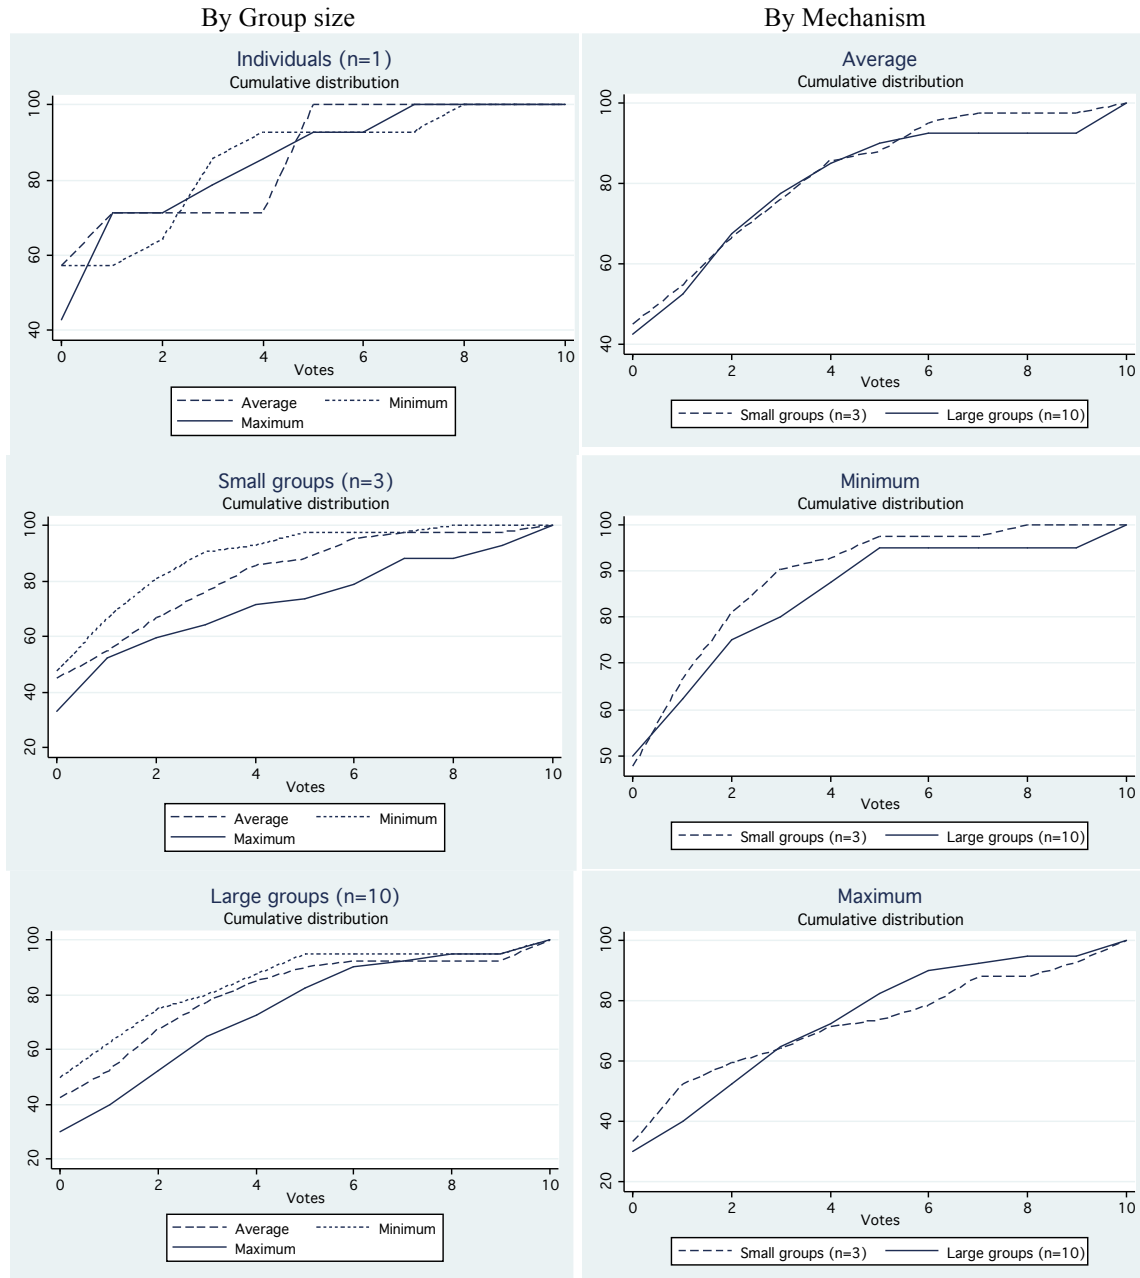 By Group size
By Mechanism
Individuals (n=1)
Cumulative distribution
100
80
60
40
0 2 4 6 8 10
Votes
Average Minimum
Maximum
Average
Cumulative distribution
100
80
60
40
0 2 4 6 8 10
Votes
Small groups (n=3) Large groups (n=10)
Small groups (n=3)
Cumulative distribution
100
80
60
40
20
0 2 4 6 8 10
Votes
Average Minimum
Maximum
Minimum
Cumulative distribution
100
90
80
70
60
50
0 2 4 6 8 10
Votes
Small groups (n=3) Large groups (n=10)
Large groups (n=10)
Cumulative distribution
100
80
60
40
20
0 2 4 6 8 10
Votes
Average Minimum
Maximum
Maximum
Cumulative distribution
100
80
60
40
20
0 2 4 6 8 10
Votes
Small groups (n=3) Large groups (n=10)